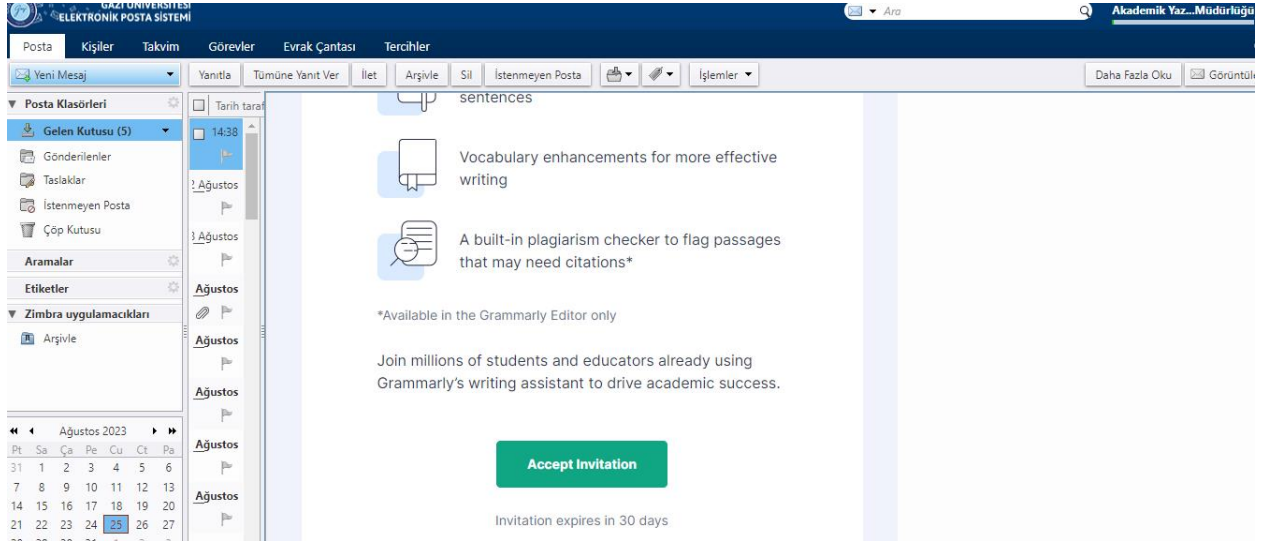 GAZİ ÜNİVERSİTESİ
ELEKTRONİK POSTA SİSTEMİ
Ara
Akademik Yaz...Müdürlüğü
Posta Kişiler Takvim Görevler Evrak Çantası Tercihler
Yeni Mesaj Yanıtla Tümüne Yanıt Ver İlet Arşivle Sil İstenmeyen Posta İşlemler Daha Fazla Oku Görüntüle
Posta Klasörleri
Gelen Kutusu (5)
Gönderilenler
Taslaklar
İstenmeyen Posta
Çöp Kutusu
Aramalar
Etiketler
Zimbra uygulamacıkları
Arşivle
Ağustos 2023
Pt Sa Ça Pe Cu Ct Pa
31 1 2 3 4 5 6
7 8 9 10 11 12 13
14 15 16 17 18 19 20
21 22 23 24 25 26 27
Tarih taraf
14:38
2 Ağustos
3 Ağustos
Ağustos
Ağustos
Ağustos
Ağustos
Ağustos
sentences
Vocabulary enhancements for more effective
writing
A built-in plagiarism checker to flag passages
that may need citations*
*Available in the Grammarly Editor only
Join millions of students and educators already using
Grammarly's writing assistant to drive academic success.
Accept Invitation
Invitation expires in 30 days